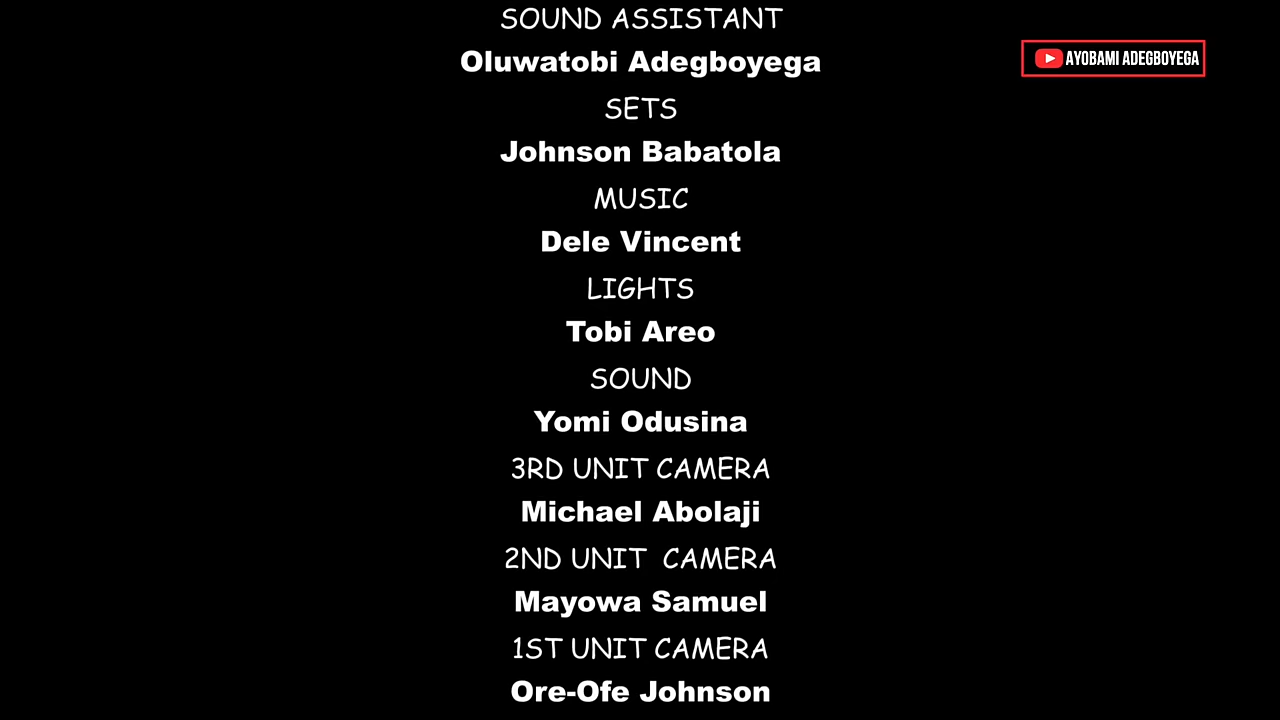 SOUND ASSISTANT
Oluwatobi Adegboyega
AYOBAMI ADEGBOYEGA
SETS
Johnson Babatola
MUSIC
Dele Vincent
LIGHTS
Tobi Areo
SOUND
Yomi Odusina
3RD UNIT CAMERA
Michael Abolaji
2ND UNIT  CAMERA
Mayowa Samuel
1ST UNIT CAMERA
Ore-Ofe Johnson